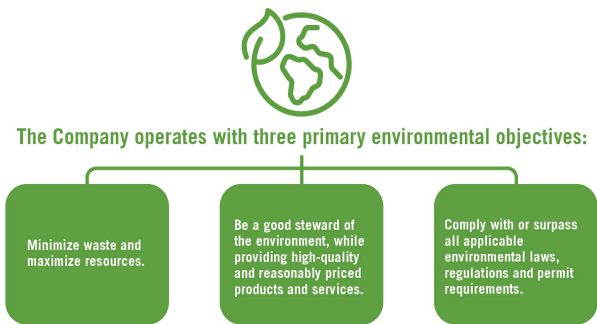 The Company operates with three primary environmental objectives:
Minimize waste and
maximize resources.
Be a good steward of
the environment, while
providing high-quality
and reasonably priced
products and services.
Comply with or surpass
all applicable
environmental laws,
regulations and permit
requirements.